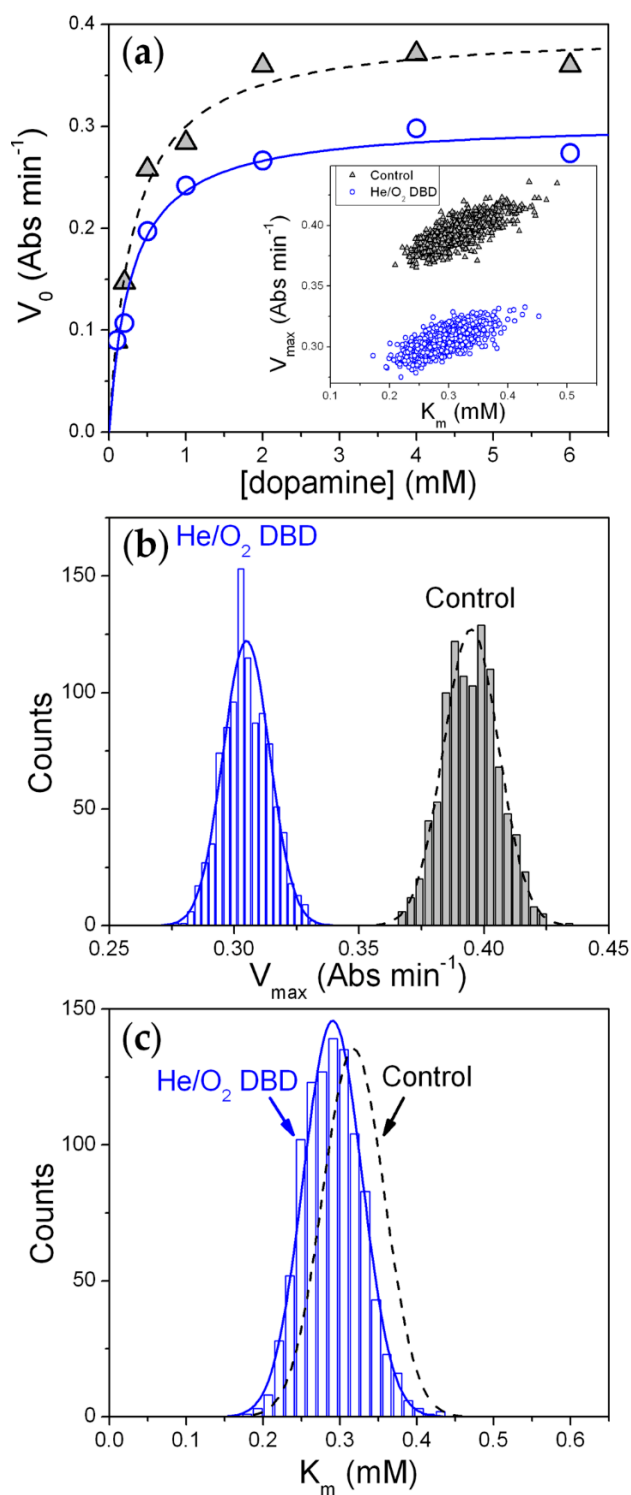 (a)
0.4
0.3
0.2
0.1
0.0
V₀ (Abs min⁻¹)
0 1 2 3 4 5 6
[dopamine] (mM)
Control
He/O₂ DBD
0.40
0.35
0.30
V_max (Abs min⁻¹)
0.1 0.2 0.3 0.4 0.5
K_m (mM)
(b)
He/O₂ DBD
Control
150
100
50
0
Counts
0.25 0.30 0.35 0.40 0.45
V_max (Abs min⁻¹)
(c)
He/O₂ DBD
Control
150
100
50
0
Counts
0.0 0.1 0.2 0.3 0.4 0.5 0.6
K_m (mM)